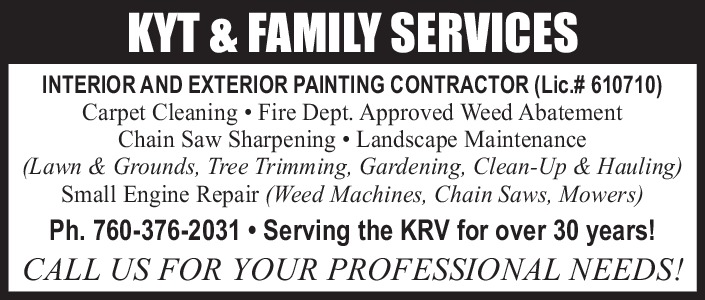 KYT & FAMILY SERVICES
INTERIOR AND EXTERIOR PAINTING CONTRACTOR (Lic.# 610710)
Carpet Cleaning • Fire Dept. Approved Weed Abatement
Chain Saw Sharpening • Landscape Maintenance
(Lawn & Grounds, Tree Trimming, Gardening, Clean-Up & Hauling)
Small Engine Repair (Weed Machines, Chain Saws, Mowers)
Ph. 760-376-2031 • Serving the KRV for over 30 years!
CALL US FOR YOUR PROFESSIONAL NEEDS!